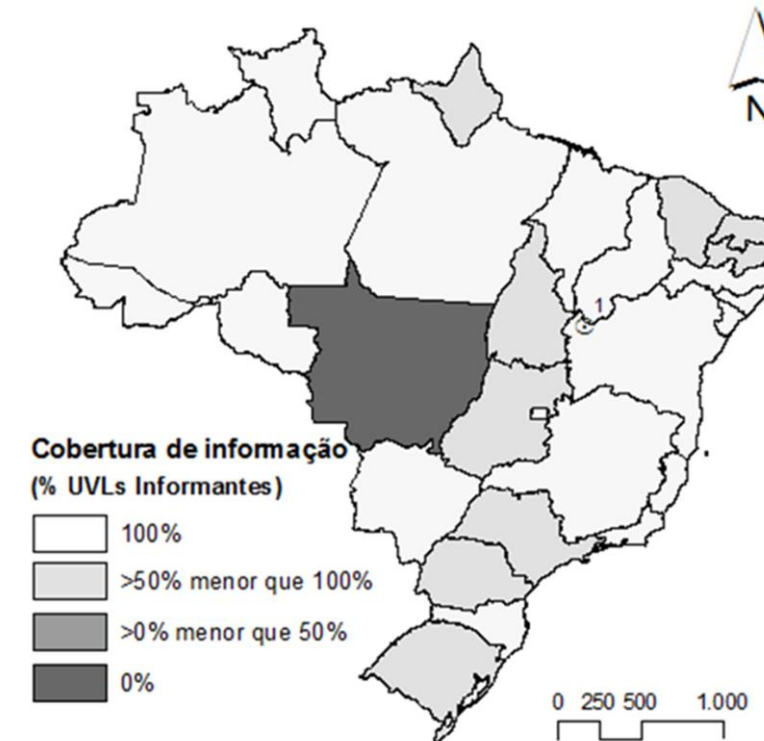 N
1
Cobertura de informação
(% UVLs Informantes)
100%
>50% menor que 100%
>0% menor que 50%
0%
0 250 500 1.000